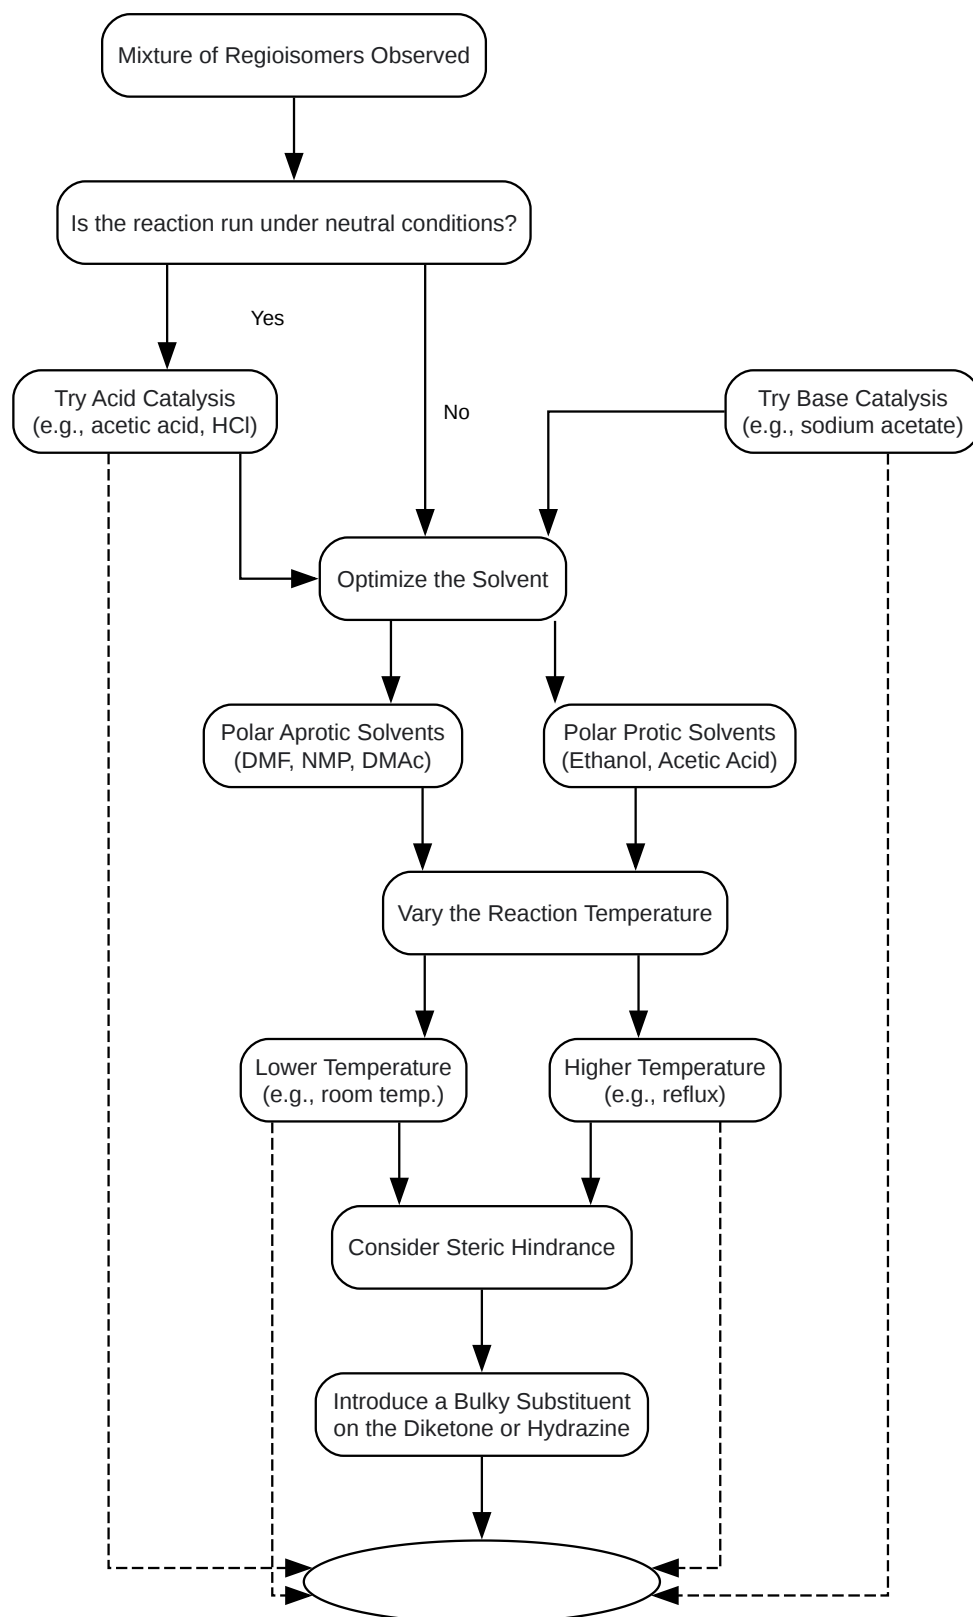 Mixture of Regioisomers Observed
Is the reaction run under neutral conditions?
Yes
Try Acid Catalysis
(e.g., acetic acid, HCl)
No
Try Base Catalysis
(e.g., sodium acetate)
Optimize the Solvent
Polar Aprotic Solvents
(DMF, NMP, DMAc)
Polar Protic Solvents
(Ethanol, Acetic Acid)
Vary the Reaction Temperature
Lower Temperature
(e.g., room temp.)
Higher Temperature
(e.g., reflux)
Consider Steric Hindrance
Introduce a Bulky Substituent
on the Diketone or Hydrazine